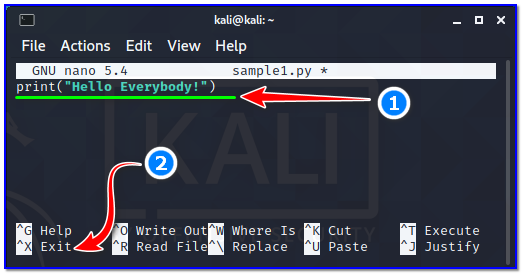 kali@kali: ~
File Actions Edit View Help
GNU nano 5.4 sample1.py *
print("Hello Everybody!")
1
2
KALI
^G Help ^O Write Out ^W Where Is ^K Cut ^T Execute
^X Exit ^R Read File ^\ Replace ^U Paste ^J Justify